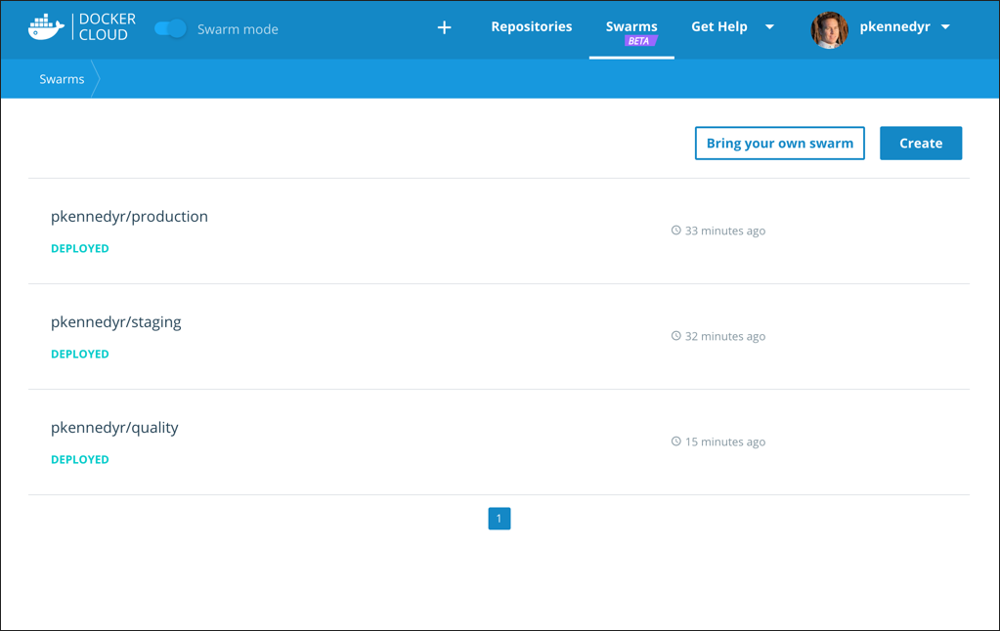 DOCKER
CLOUD
Swarm mode
+
Repositories
Swarms
BETA
Get Help
pkennedyr
Swarms
Bring your own swarm
Create
pkennedyr/production
DEPLOYED
33 minutes ago
pkennedyr/staging
DEPLOYED
32 minutes ago
pkennedyr/quality
DEPLOYED
15 minutes ago
1